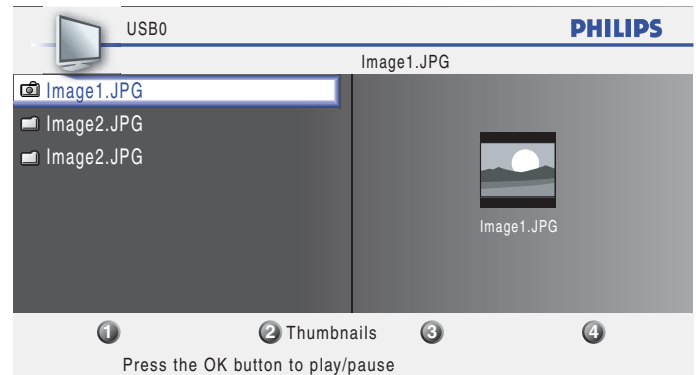 USB0
PHILIPS
Image1.JPG
Image1.JPG
Image2.JPG
Image2.JPG
Image1.JPG
1 2 Thumbnails 3 4
Press the OK button to play/pause